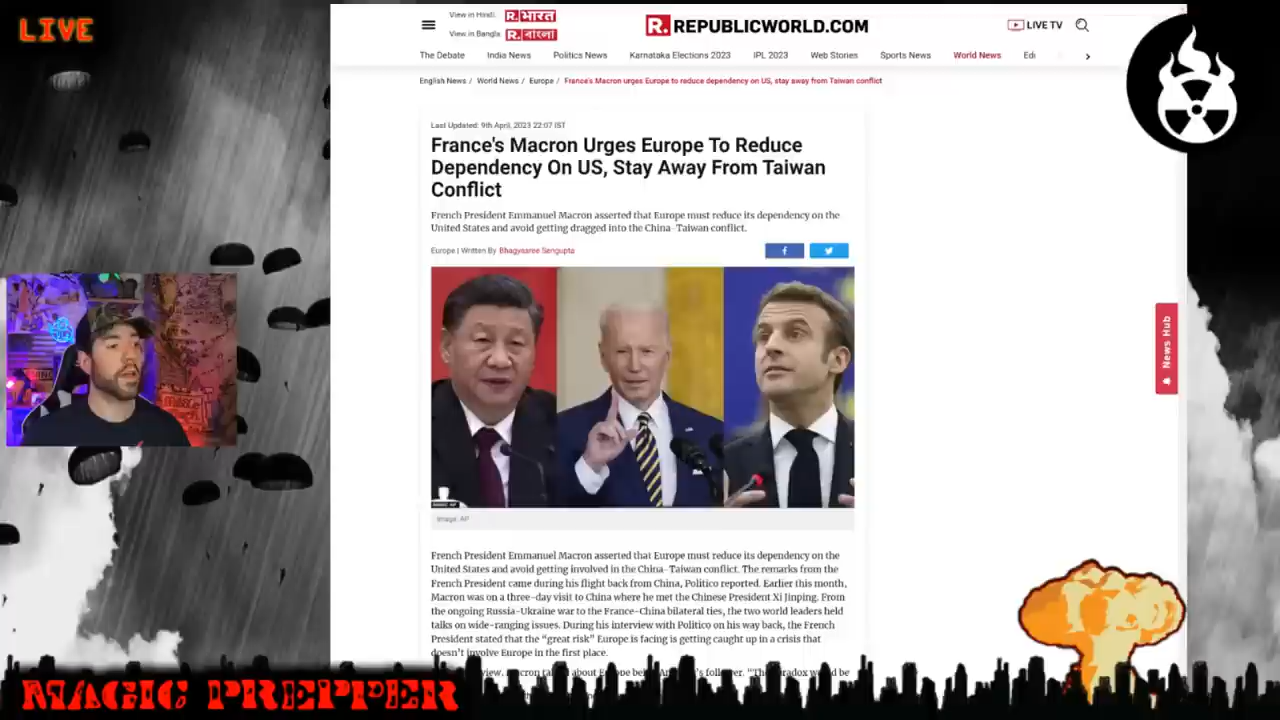 LIVE
View in Hindi:
R. भारत
View in Bangla:
R. বাংলা
R. REPUBLICWORLD.COM
LIVE TV
The Debate India News Politics News Karnataka Elections 2023 IPL 2023 Web Stories Sports News World News Edu
English News / World News / Europe / France's Macron urges Europe to reduce dependency on US, stay away from Taiwan conflict
Last Updated: 9th April, 2023 22:07 IST
France's Macron Urges Europe To Reduce
Dependency On US, Stay Away From Taiwan
Conflict
French President Emmanuel Macron asserted that Europe must reduce its dependency on the
United States and avoid getting dragged into the China-Taiwan conflict.
Europe | Written By Bhagyasree Sengupta
News Hub
Image: AP
French President Emmanuel Macron asserted that Europe must reduce its dependency on the
United States and avoid getting involved in the China-Taiwan conflict. The remarks from the
French President came during his flight back from China, Politico reported. Earlier this month,
Macron was on a three-day visit to China where he met the Chinese President Xi Jinping. From
the ongoing Russia-Ukraine war to the France-China bilateral ties, the two world leaders held
talks on wide-ranging issues. During his interview with Politico on his way back, the French
President stated that the "great risk" Europe is facing is getting caught up in a crisis that
doesn't involve Europe in the first place.
MAGIC PREPPER